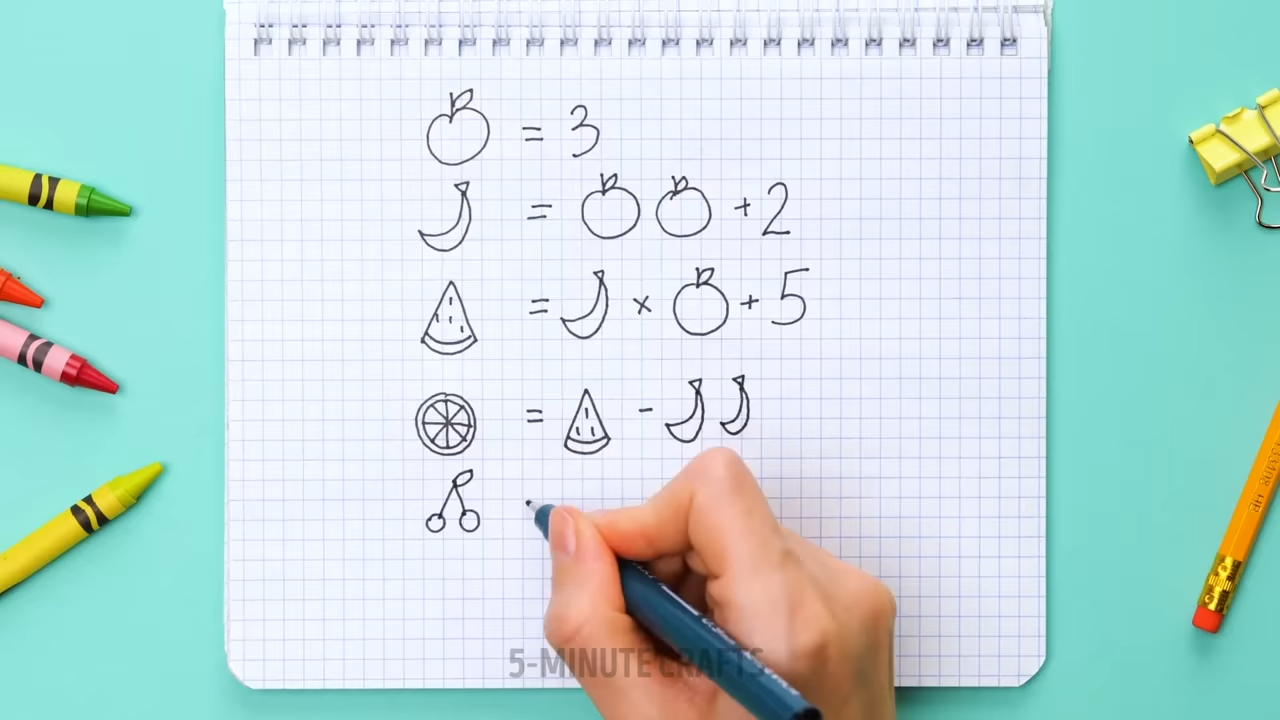 = 3
= + 2
= x + 5
= -
5-MINUTE CRAFTS